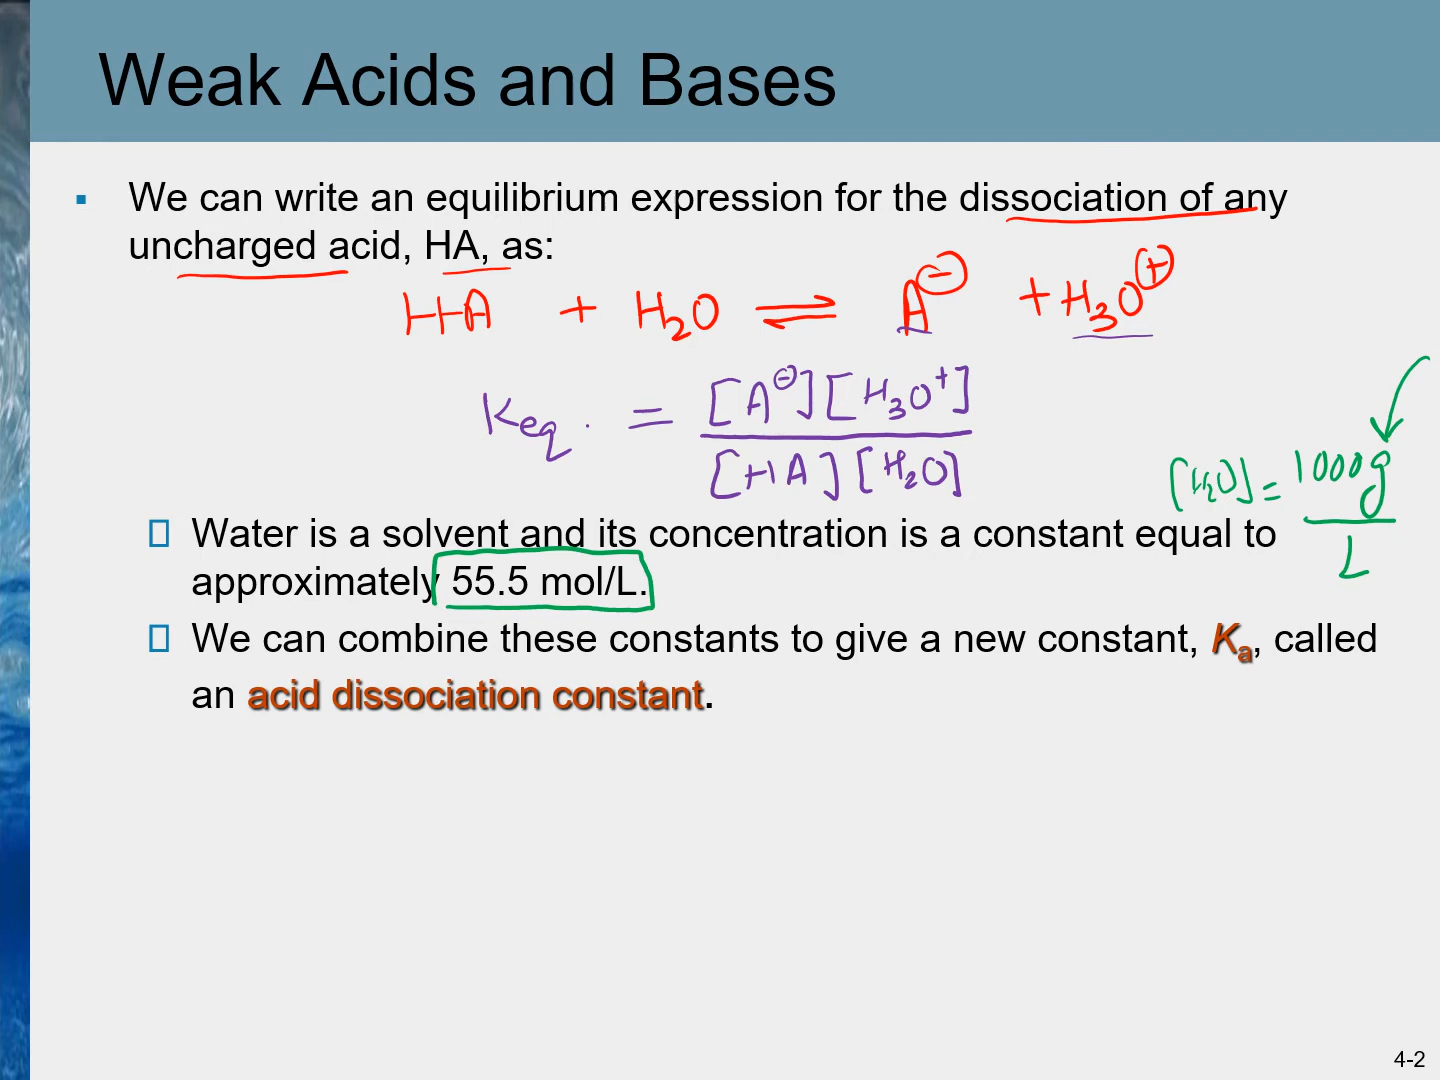 Weak Acids and Bases
▪ We can write an equilibrium expression for the dissociation of any
uncharged acid, HA, as:
HA + H₂O ⇌ A⊖ + H₃O⊕
Keq. = [A⊖][H₃O⁺] / [HA][H₂O]
[H₂O] = 1000g / L
Water is a solvent and its concentration is a constant equal to
approximately 55.5 mol/L.
We can combine these constants to give a new constant, Kₐ, called
an acid dissociation constant.
4-2